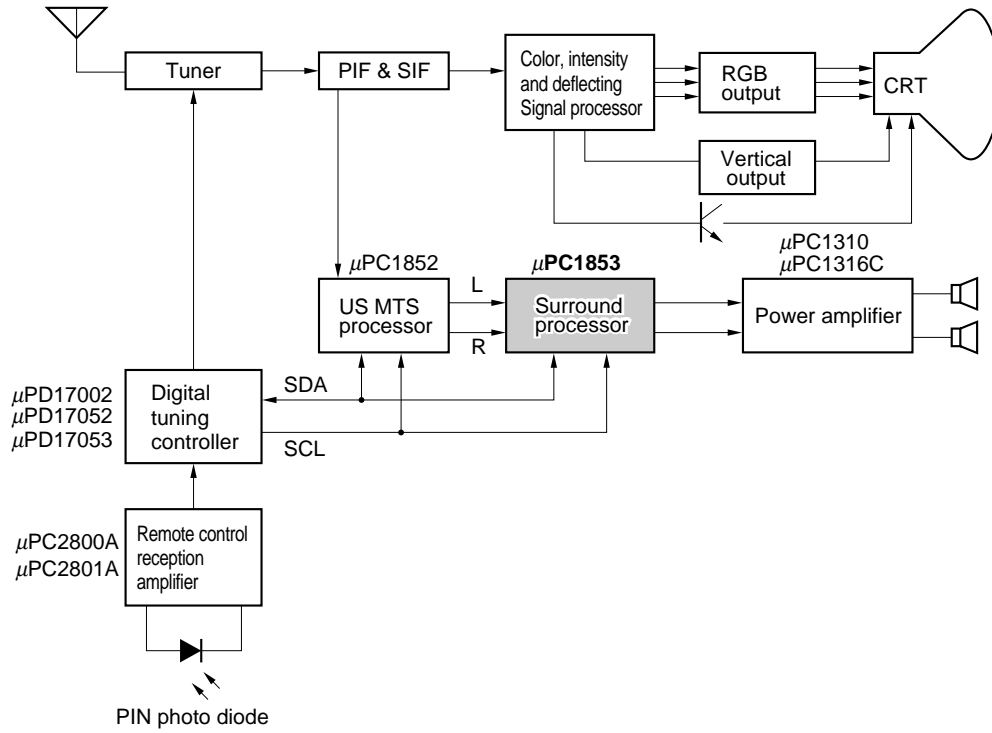 Tuner
PIF & SIF
Color, intensity
and deflecting
Signal processor
RGB
output
CRT
Vertical
output
μPC1310
μPC1316C
μPC1852
μPC1853
US MTS
processor
L
R
Surround
processor
Power amplifier
μPD17002
μPD17052
μPD17053
Digital
tuning
controller
SDA
SCL
μPC2800A
μPC2801A
Remote control
reception
amplifier
PIN photo diode